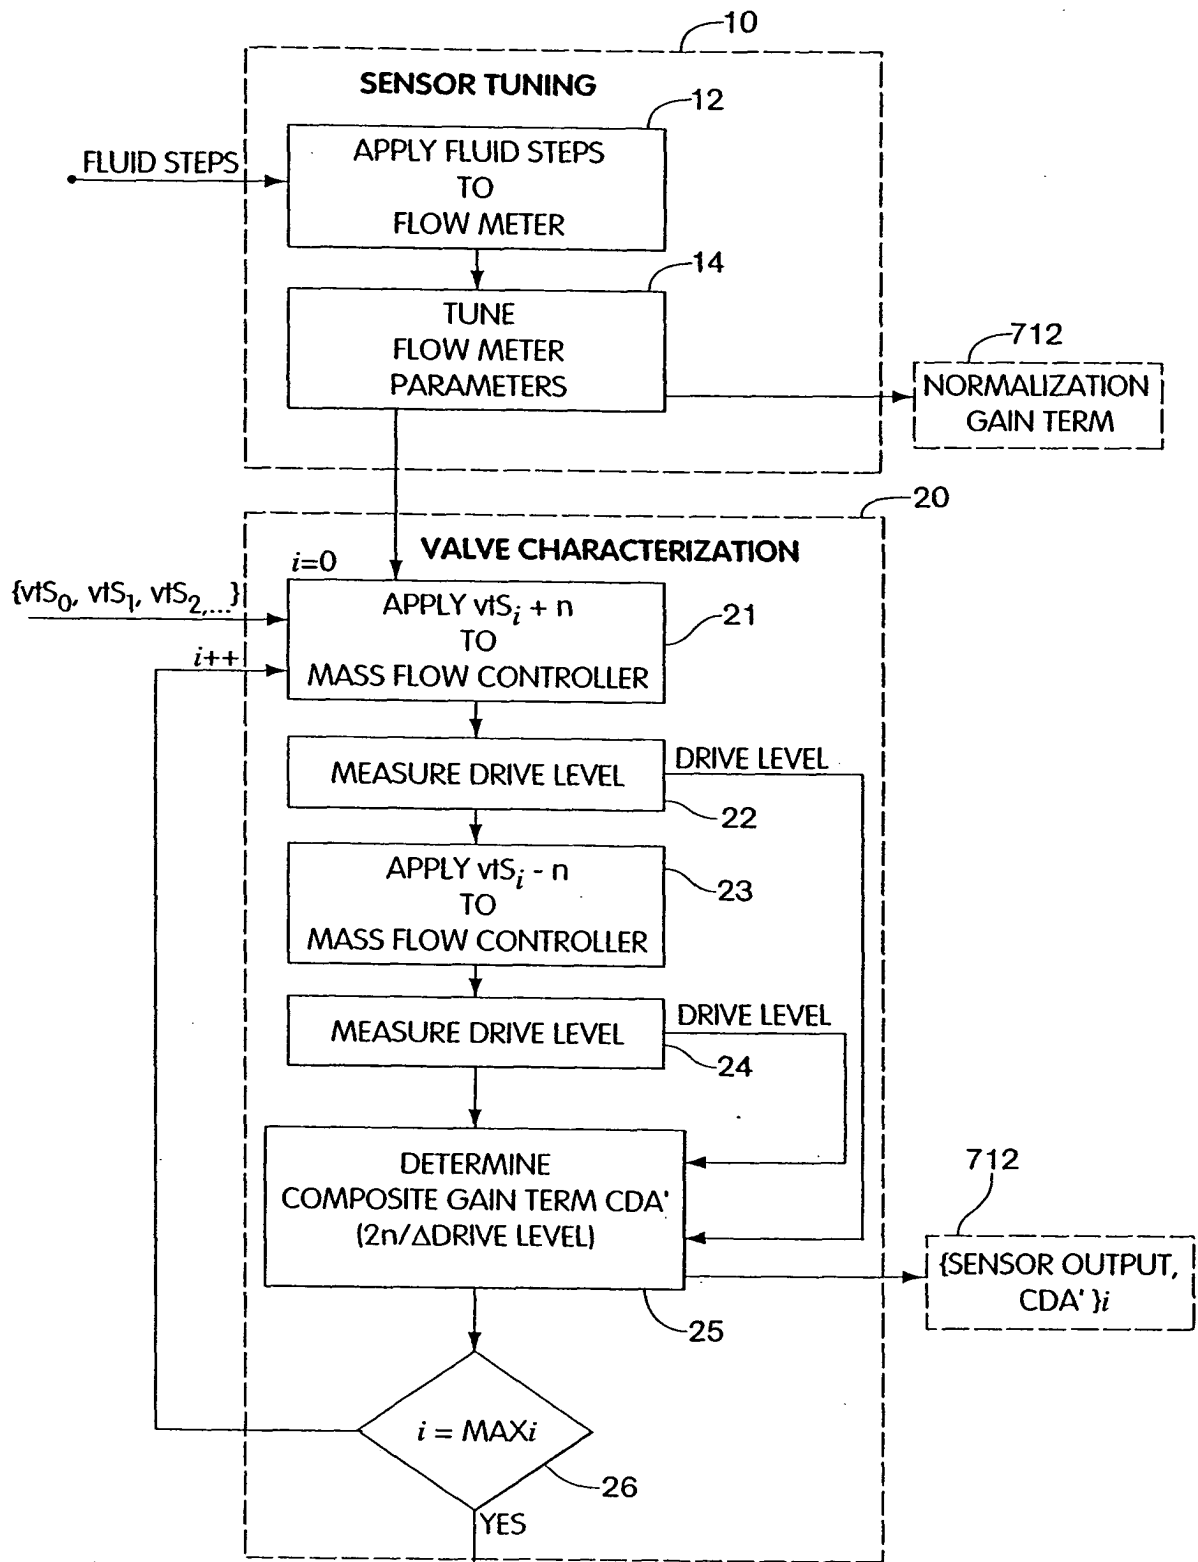 10
SENSOR TUNING
12
FLUID STEPS
APPLY FLUID STEPS
TO
FLOW METER
14
TUNE
FLOW METER
PARAMETERS
712
NORMALIZATION
GAIN TERM
20
VALVE CHARACTERIZATION
i=0
{vtS0, vtS1, vtS2,...}
APPLY vtSi + n
TO
MASS FLOW CONTROLLER
21
i++
MEASURE DRIVE LEVEL
DRIVE LEVEL
22
APPLY vtSi - n
TO
MASS FLOW CONTROLLER
23
MEASURE DRIVE LEVEL
DRIVE LEVEL
24
DETERMINE
COMPOSITE GAIN TERM CDA'
(2n/ΔDRIVE LEVEL)
25
712
{SENSOR OUTPUT,
CDA' }i
i = MAXi
26
YES